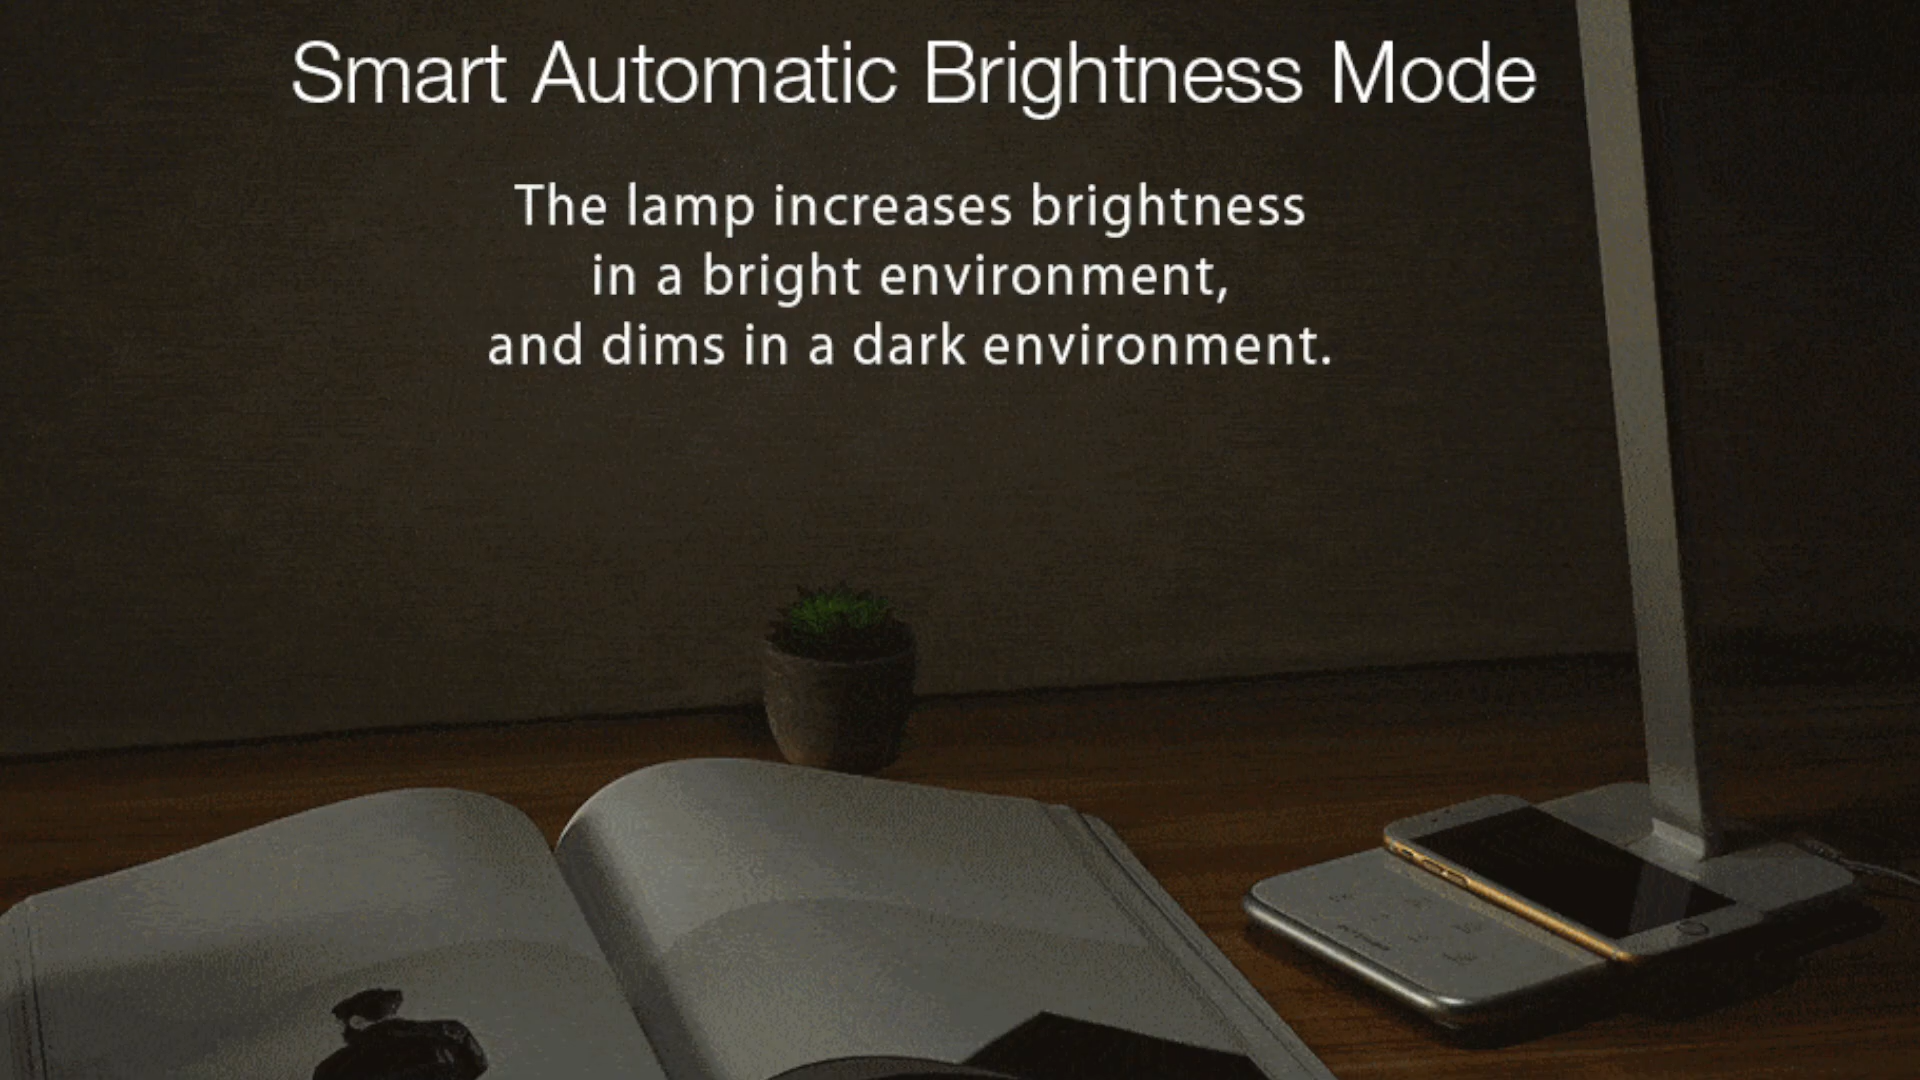 Smart Automatic Brightness Mode
The lamp increases brightness
in a bright environment,
and dims in a dark environment.